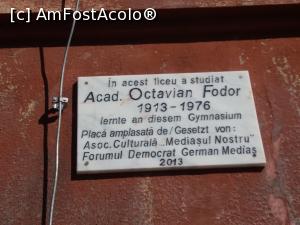 [c] AmFostAcolo®
În acest liceu a studiat
Acad. Octavian Fodor
1913-1976
lernte an diesem Gymnasium
Placă amplasată de/Gesetzt von:
Asoc. Culturală „Mediaşul Nostru"
Forumul Democrat German Mediaş
2013